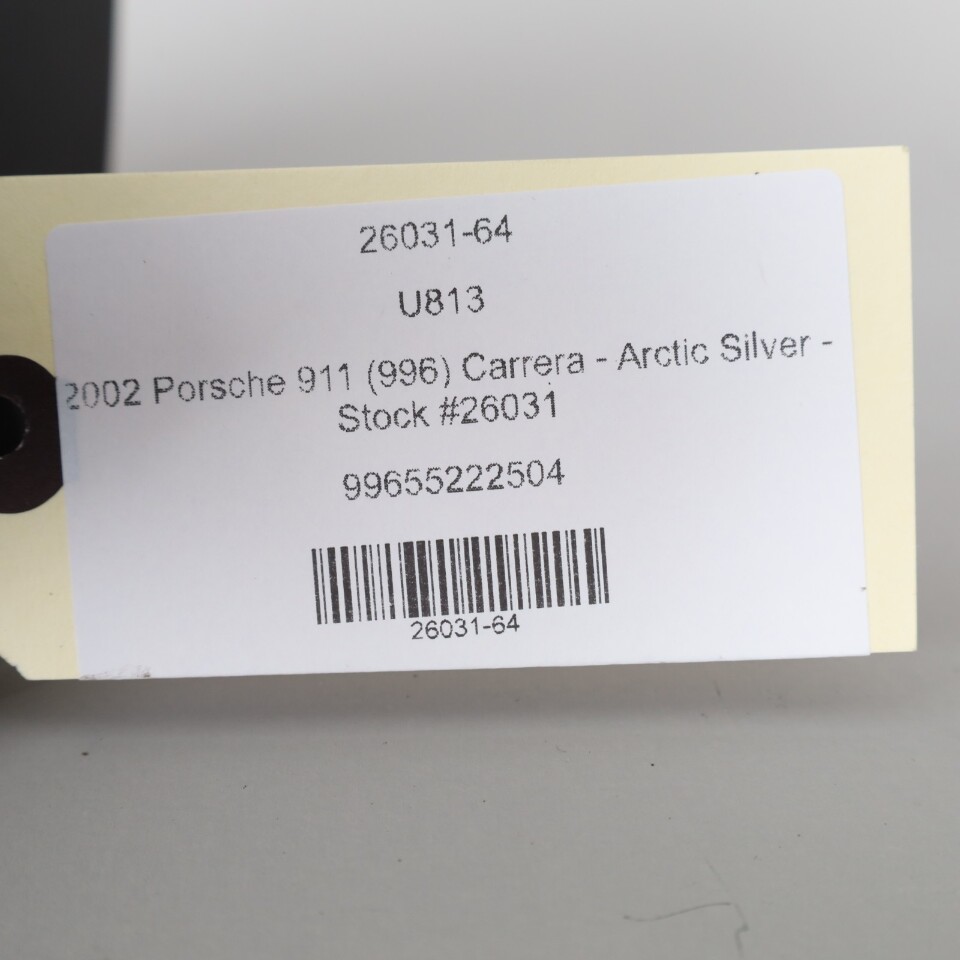 26031-64
U813
2002 Porsche 911 (996) Carrera - Arctic Silver -
Stock #26031
99655222504
26031-64